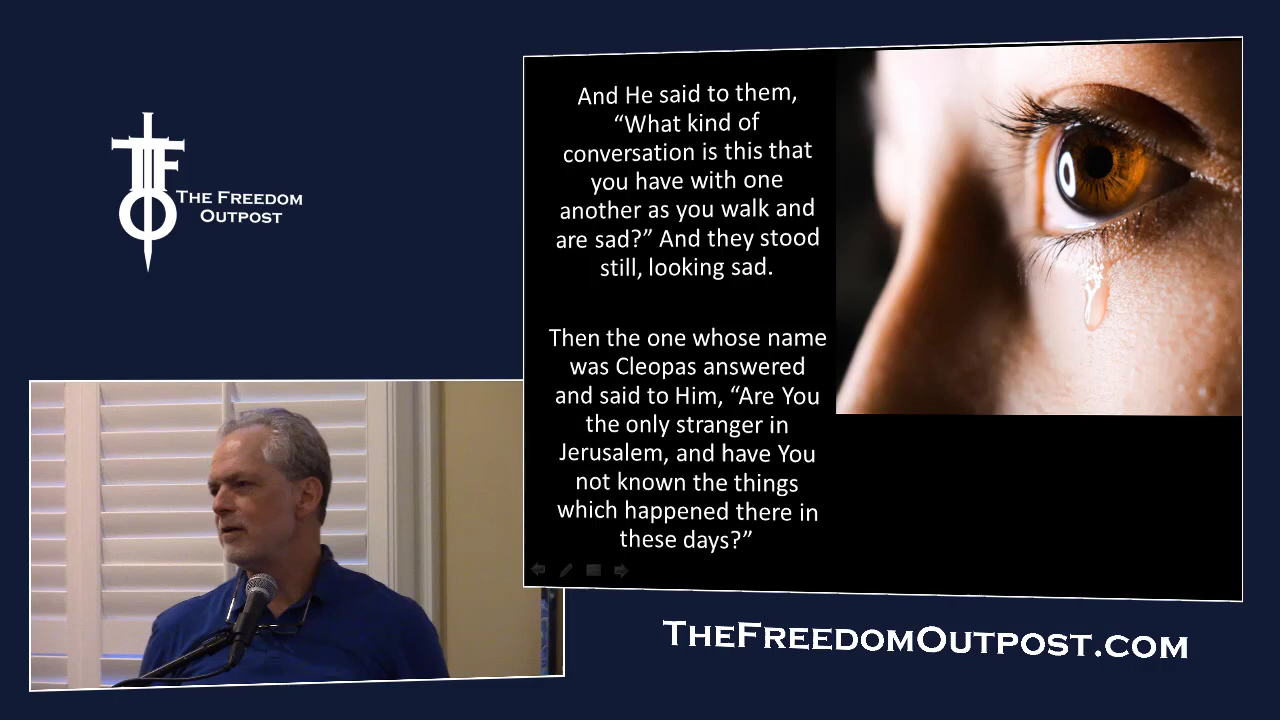 TF
O
THE FREEDOM
OUTPOST
And He said to them,
“What kind of
conversation is this that
you have with one
another as you walk and
are sad?” And they stood
still, looking sad.
Then the one whose name
was Cleopas answered
and said to Him, “Are You
the only stranger in
Jerusalem, and have You
not known the things
which happened there in
these days?”
THEFREEDOMOUTPOST.COM